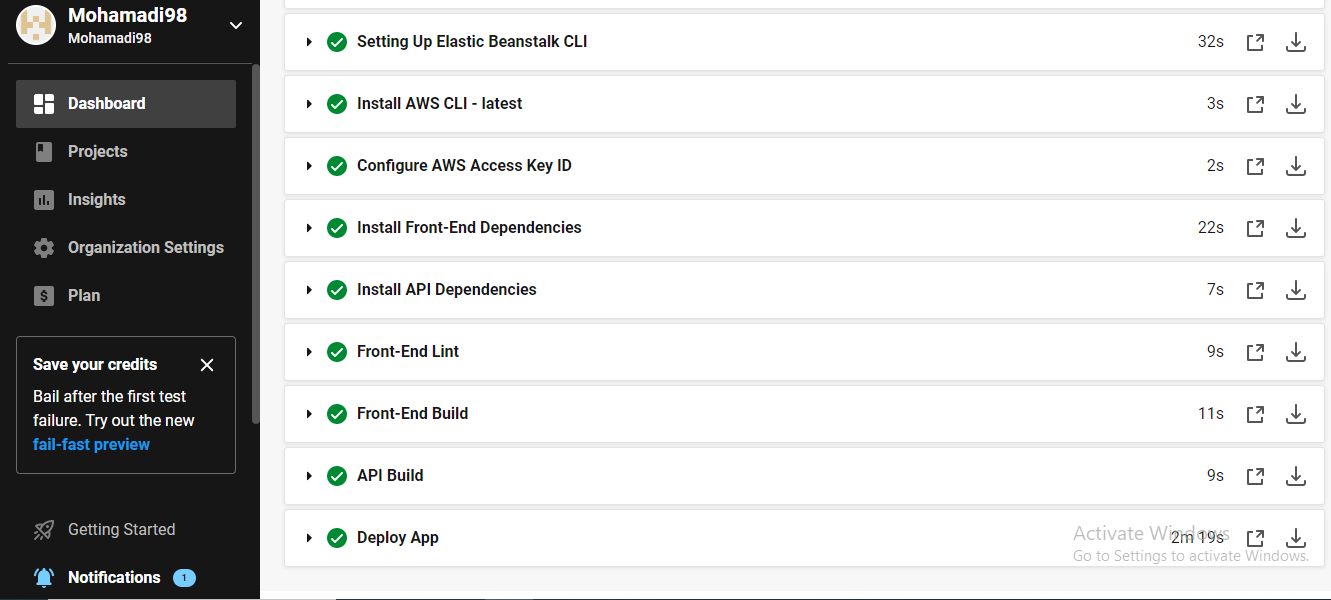 Mohamadi98
Mohamadi98
Dashboard
Projects
Insights
Organization Settings
Plan
Save your credits
Bail after the first test
failure. Try out the new
fail-fast preview
Getting Started
Notifications 1
Setting Up Elastic Beanstalk CLI 32s
Install AWS CLI - latest 3s
Configure AWS Access Key ID 2s
Install Front-End Dependencies 22s
Install API Dependencies 7s
Front-End Lint 9s
Front-End Build 11s
API Build 9s
Deploy App 2m 19s
Activate Windows
Go to Settings to activate Windows.